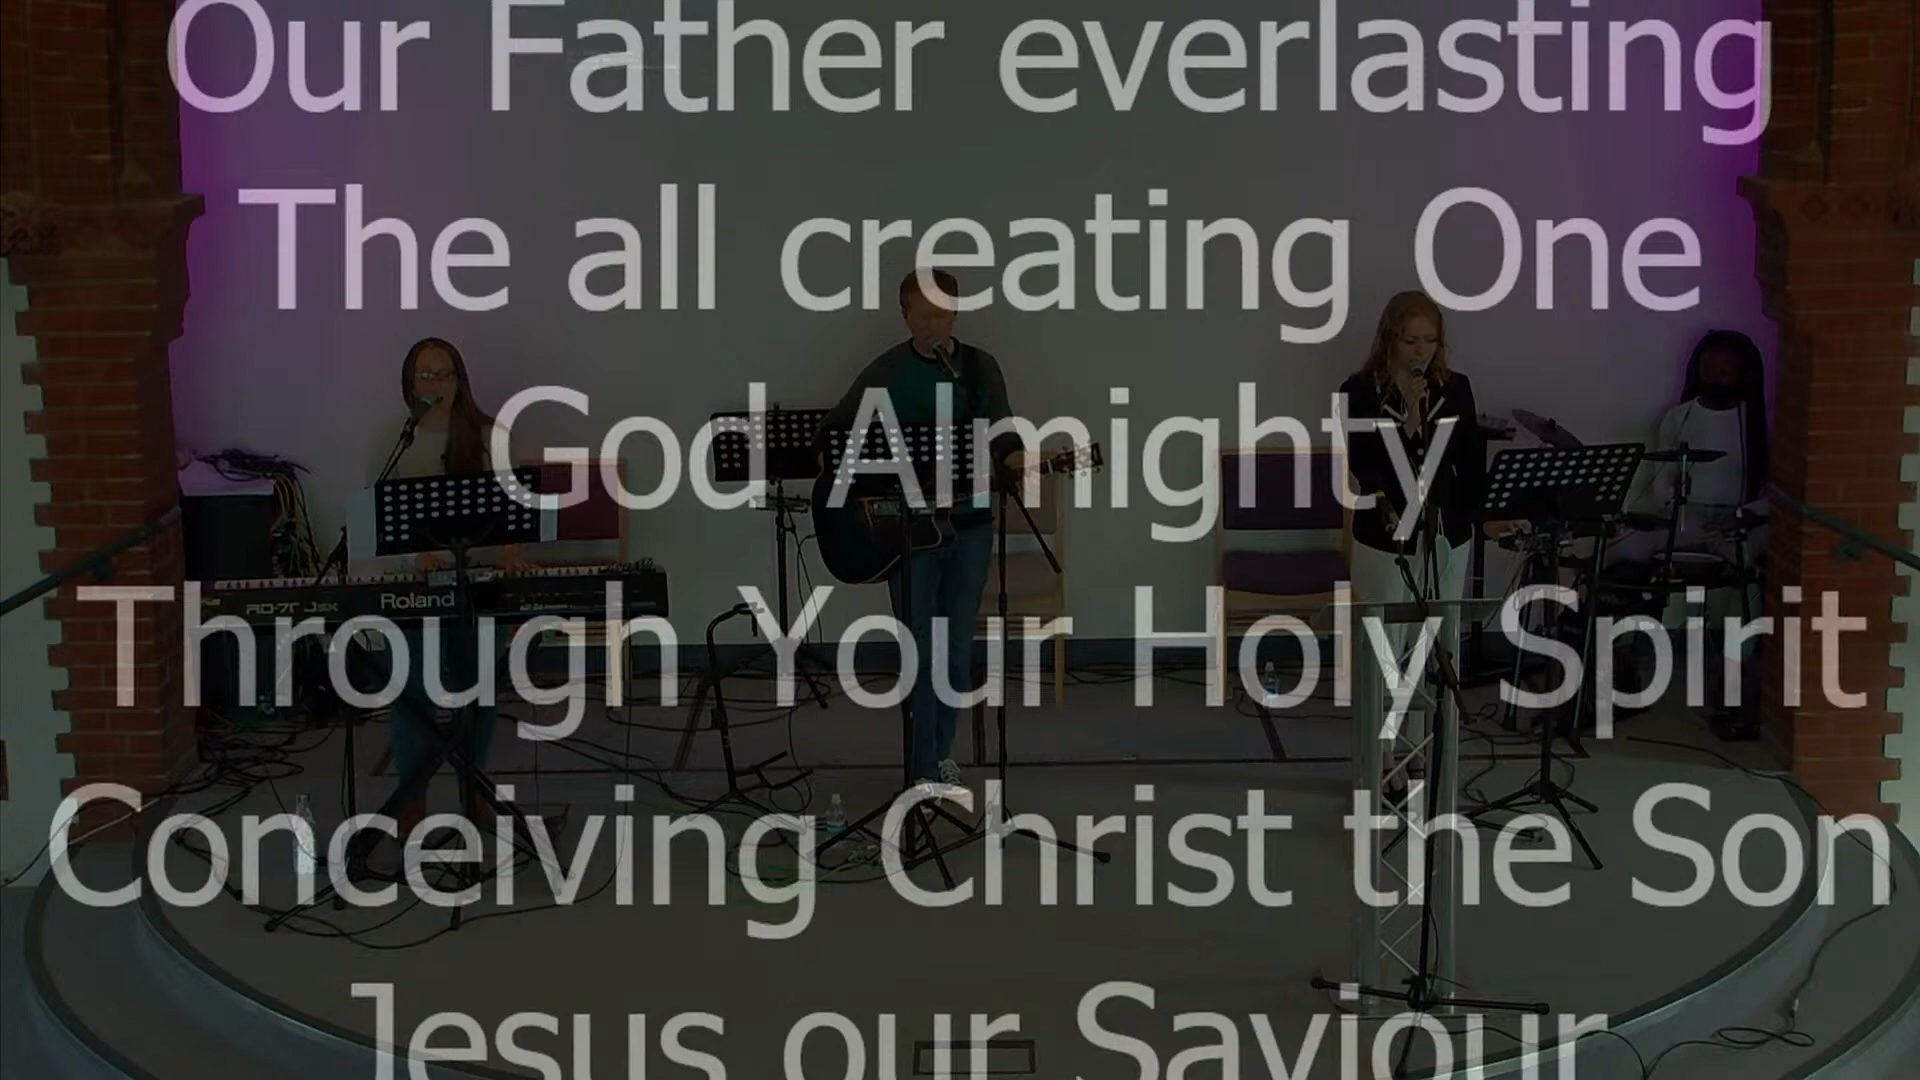 Our Father everlasting
The all creating One
God Almighty
Through Your Holy Spirit
Conceiving Christ the Son
Jesus our Saviour
Roland